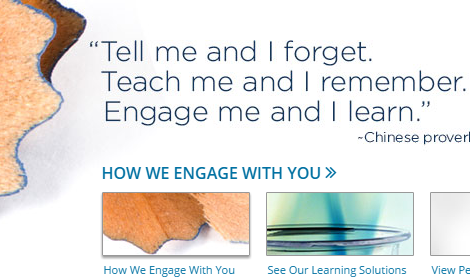 “Tell me and I forget.
Teach me and I remember.
Engage me and I learn.”
~Chinese proverb
HOW WE ENGAGE WITH YOU »
How We Engage With You
See Our Learning Solutions
View Pe